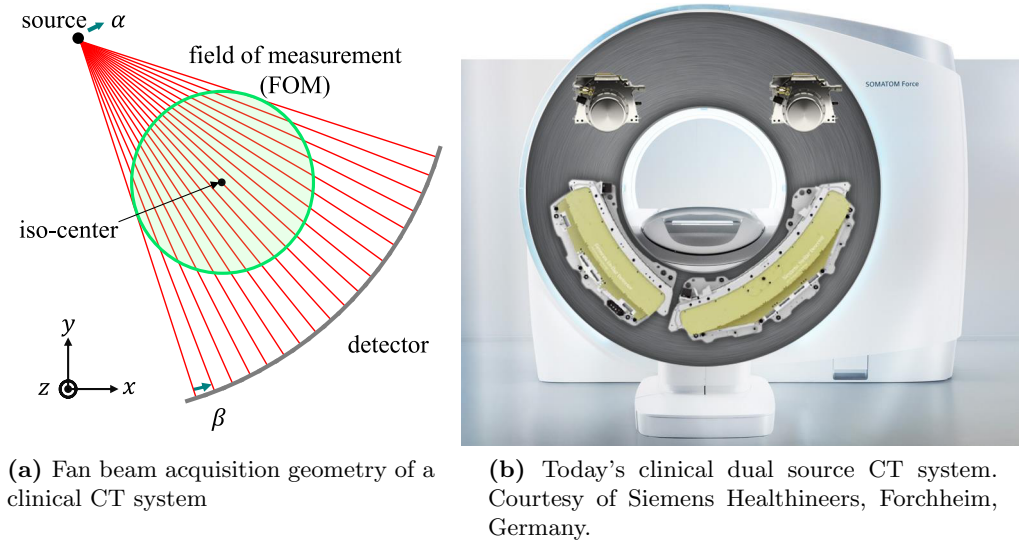 source
α
field of measurement
(FOM)
iso-center
detector
y
z
x
β
SOMATOM Force
(a) Fan beam acquisition geometry of a
clinical CT system
(b) Today's clinical dual source CT system.
Courtesy of Siemens Healthineers, Forchheim,
Germany.